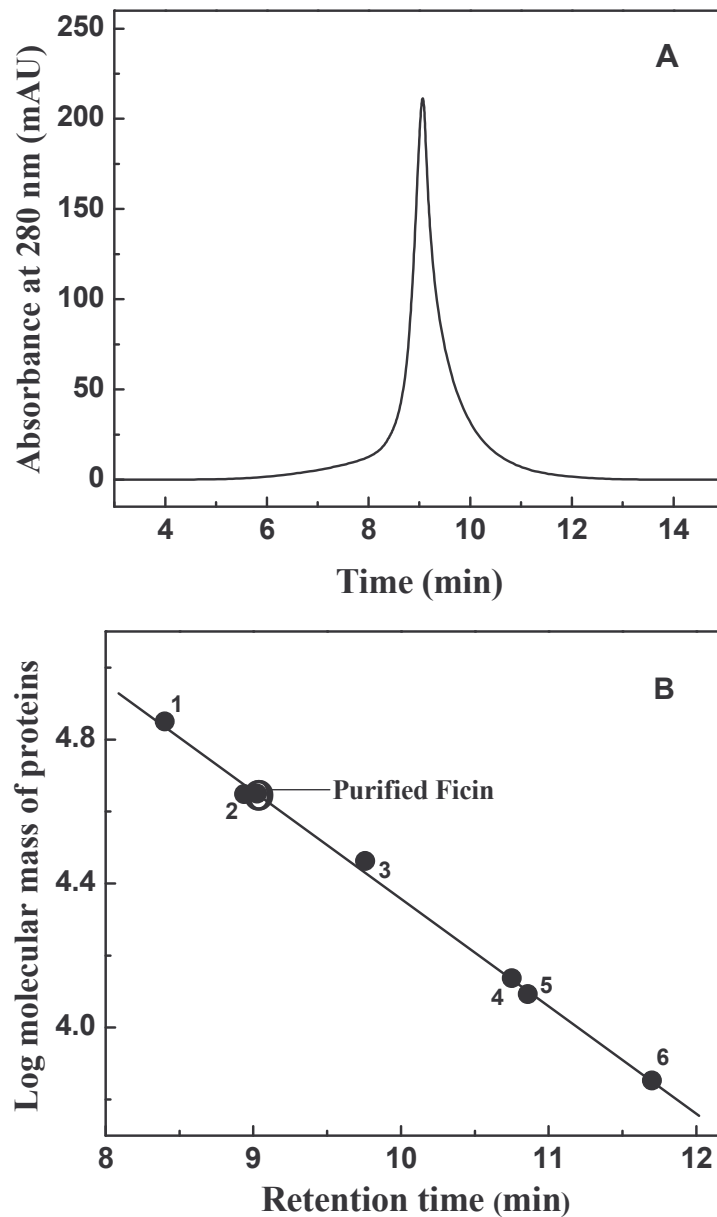 A
Absorbance at 280 nm (mAU)
250
200
150
100
50
0
4 6 8 10 12 14
Time (min)
B
Log molecular mass of proteins
4.8
4.4
4.0
1
2
Purified Ficin
3
4
5
6
8 9 10 11 12
Retention time (min)